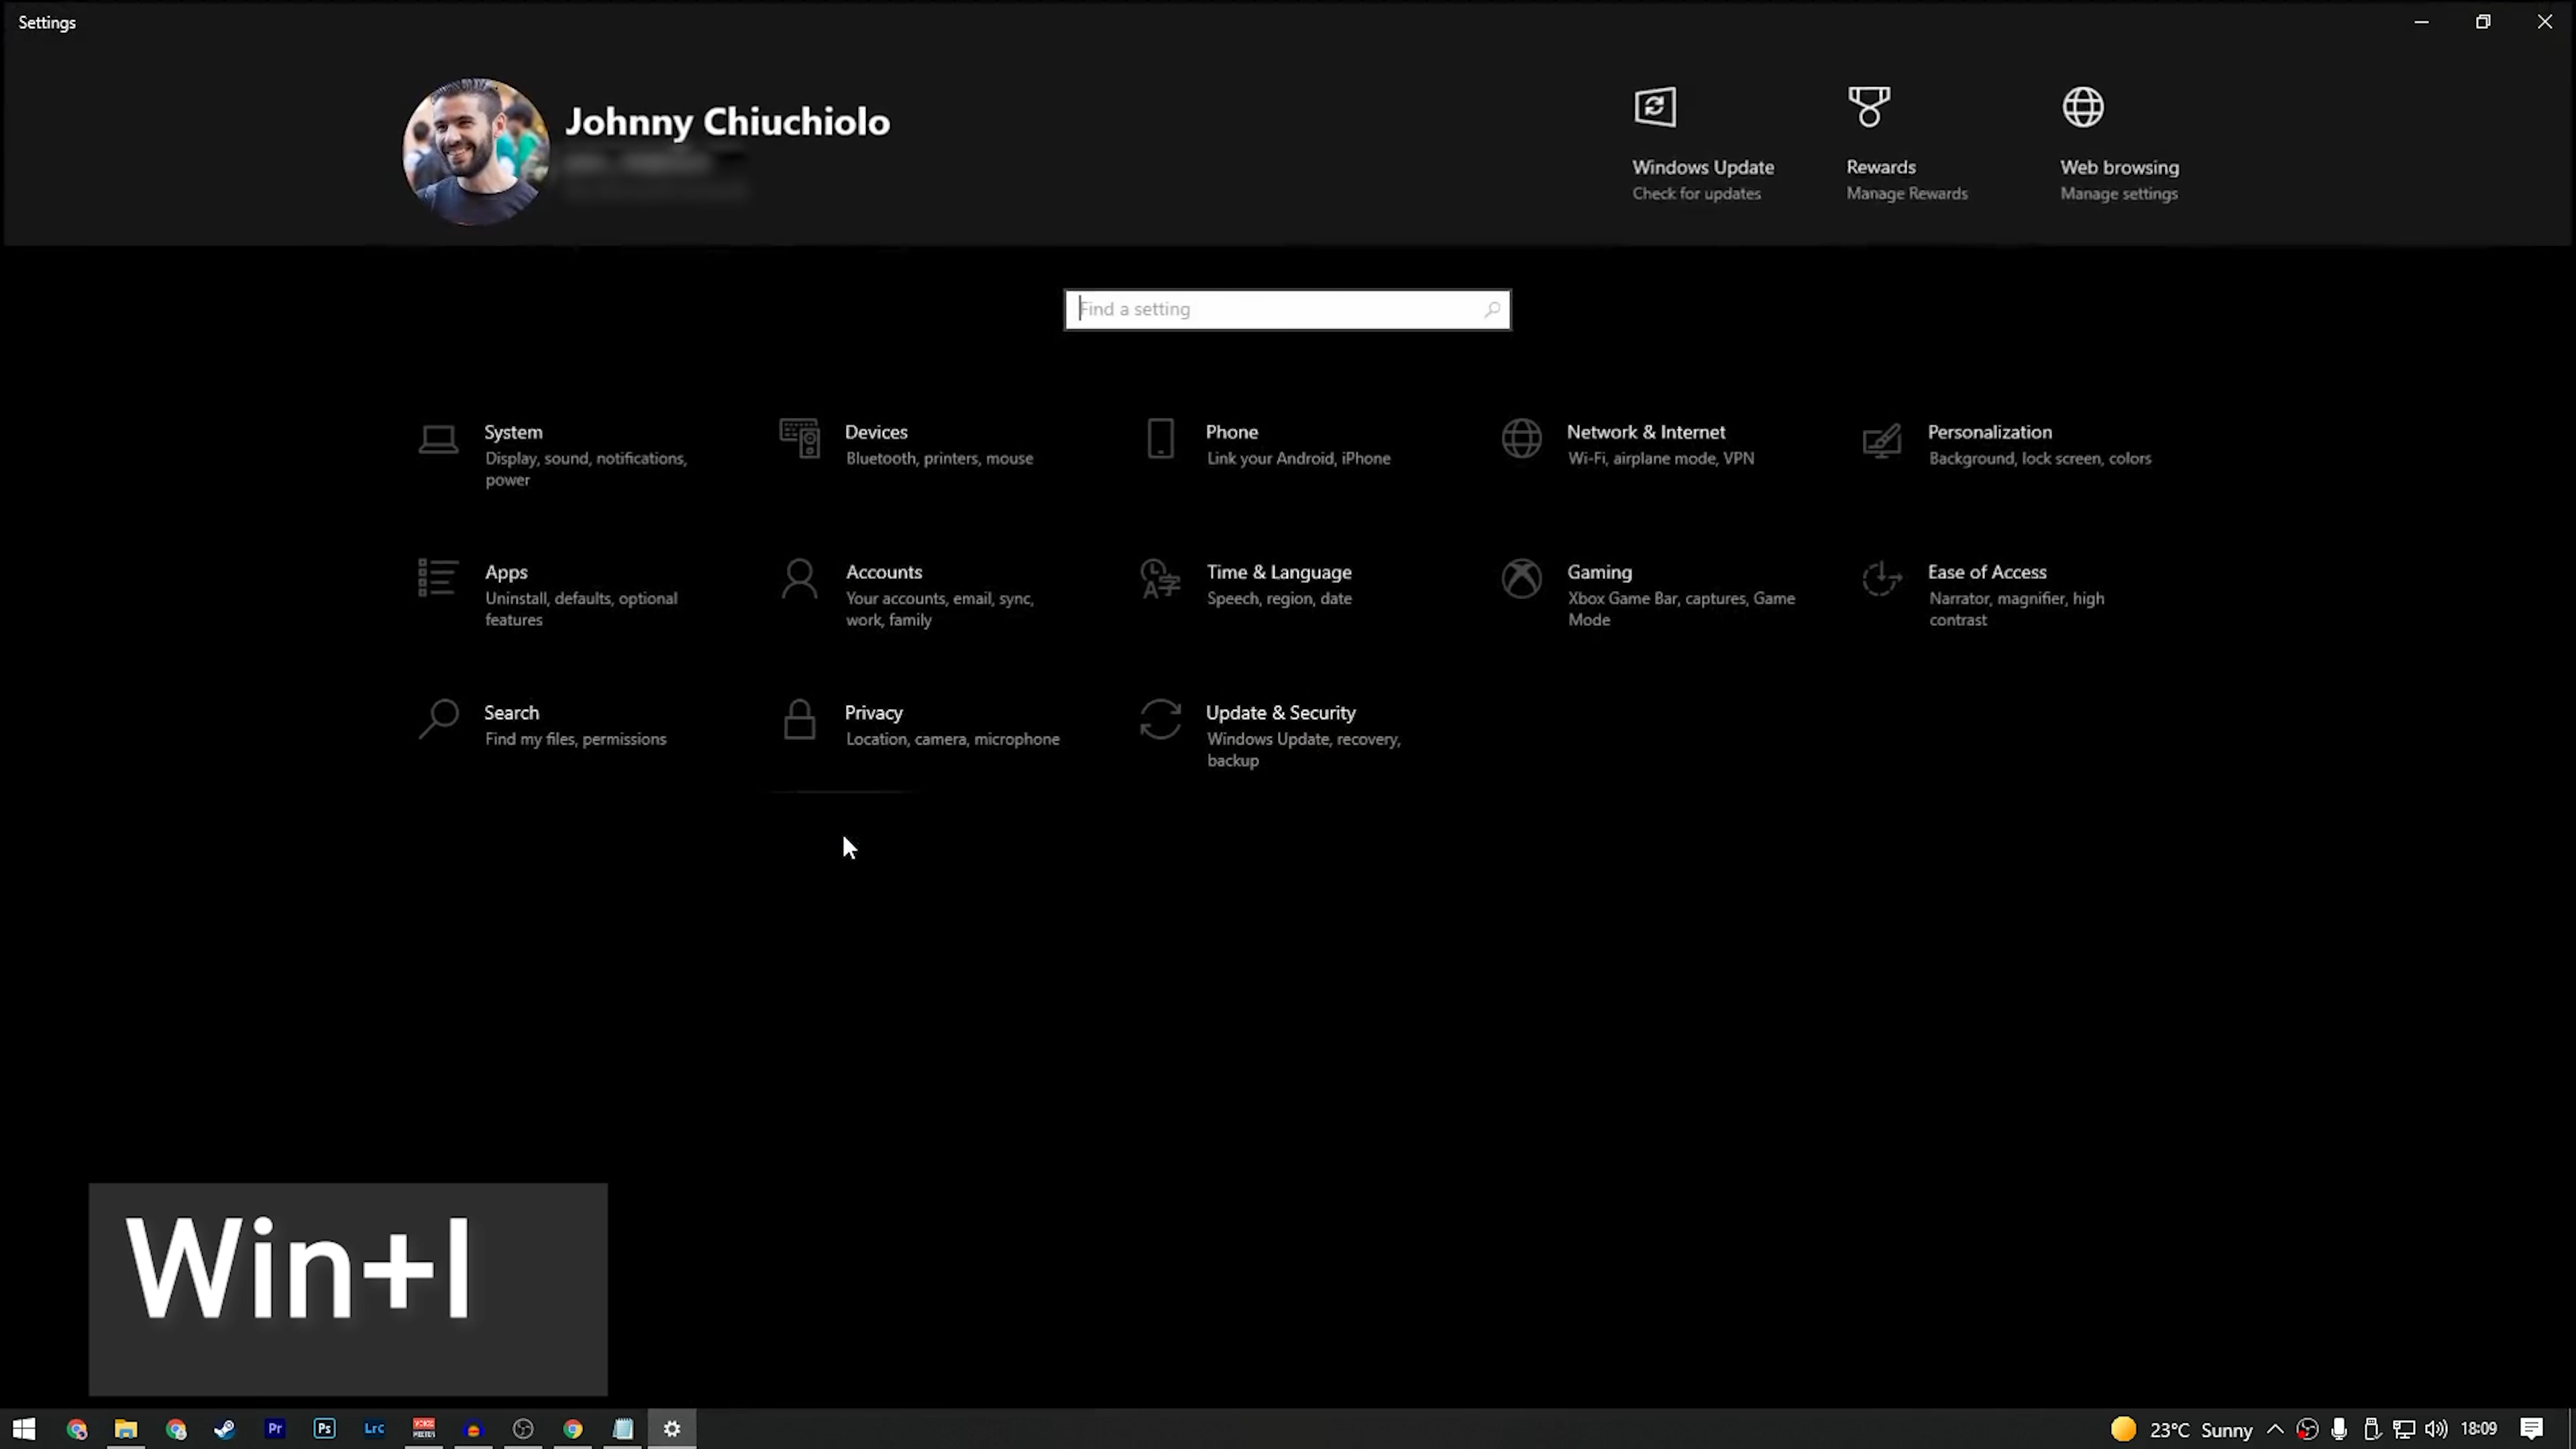 Settings
Johnny Chiuchiolo
Windows Update
Check for updates
Rewards
Manage Rewards
Web browsing
Manage settings
Find a setting
System
Display, sound, notifications,
power
Devices
Bluetooth, printers, mouse
Phone
Link your Android, iPhone
Network & Internet
Wi-Fi, airplane mode, VPN
Personalization
Background, lock screen, colors
Apps
Uninstall, defaults, optional
features
Accounts
Your accounts, email, sync,
work, family
Time & Language
Speech, region, date
Gaming
Xbox Game Bar, captures, Game
Mode
Ease of Access
Narrator, magnifier, high
contrast
Search
Find my files, permissions
Privacy
Location, camera, microphone
Update & Security
Windows Update, recovery,
backup
Win+I
Pr
Ps
Lrc
23°C Sunny
18:09